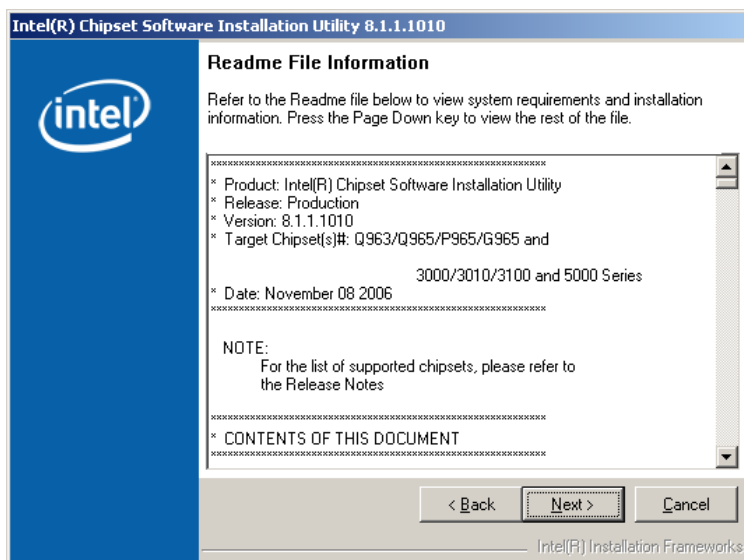 Intel(R) Chipset Software Installation Utility 8.1.1.1010
intel
Readme File Information
Refer to the Readme file below to view system requirements and installation
information. Press the Page Down key to view the rest of the file.
************************************************************
* Product: Intel(R) Chipset Software Installation Utility
* Release: Production
* Version: 8.1.1.1010
* Target Chipset(s)#: Q963/Q965/P965/G965 and
3000/3010/3100 and 5000 Series
* Date: November 08 2006
************************************************************
NOTE:
For the list of supported chipsets, please refer to
the Release Notes
************************************************************
* CONTENTS OF THIS DOCUMENT
************************************************************
< Back
Next >
Cancel
Intel(R) Installation Frameworks